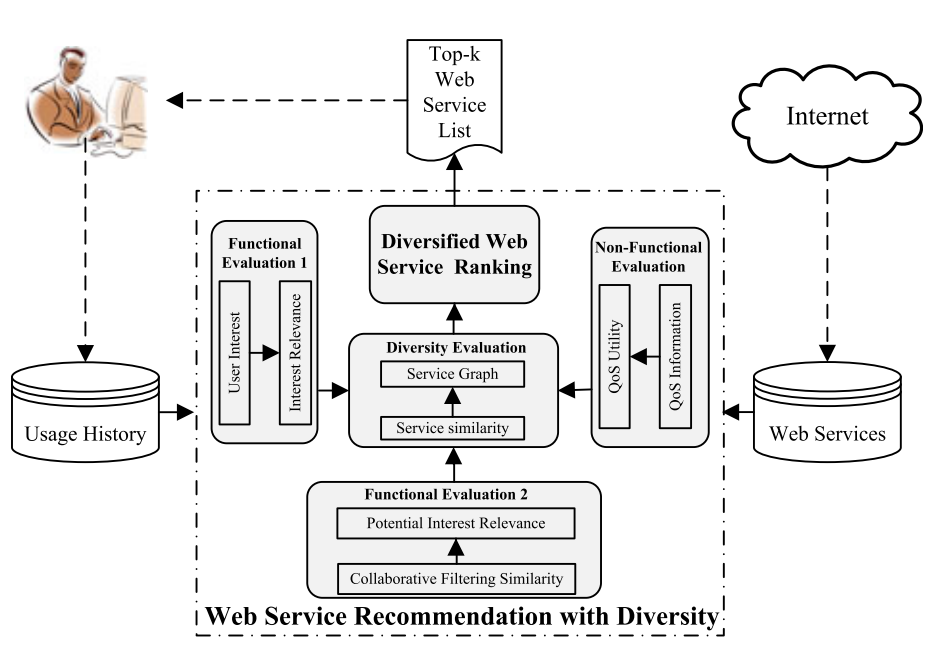 Top-k
Web
Service
List
Internet
Functional
Evaluation 1
User Interest
Interest Relevance
Diversified Web
Service Ranking
Non-Functional
Evaluation
QoS Utility
QoS Information
Diversity Evaluation
Service Graph
Service similarity
Usage History
Web Services
Functional Evaluation 2
Potential Interest Relevance
Collaborative Filtering Similarity
Web Service Recommendation with Diversity